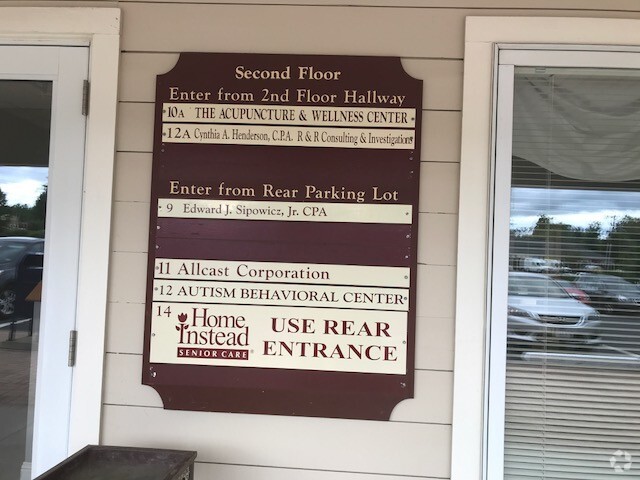 Second Floor
Enter from 2nd Floor Hallway
10A THE ACUPUNCTURE & WELLNESS CENTER
12A Cynthia A. Henderson, C.P.A. R & R Consulting & Investigations
Enter from Rear Parking Lot
9 Edward J. Sipowicz, Jr. CPA
11 Allcast Corporation
12 AUTISM BEHAVIORAL CENTER
14 Home Instead SENIOR CARE
USE REAR
ENTRANCE